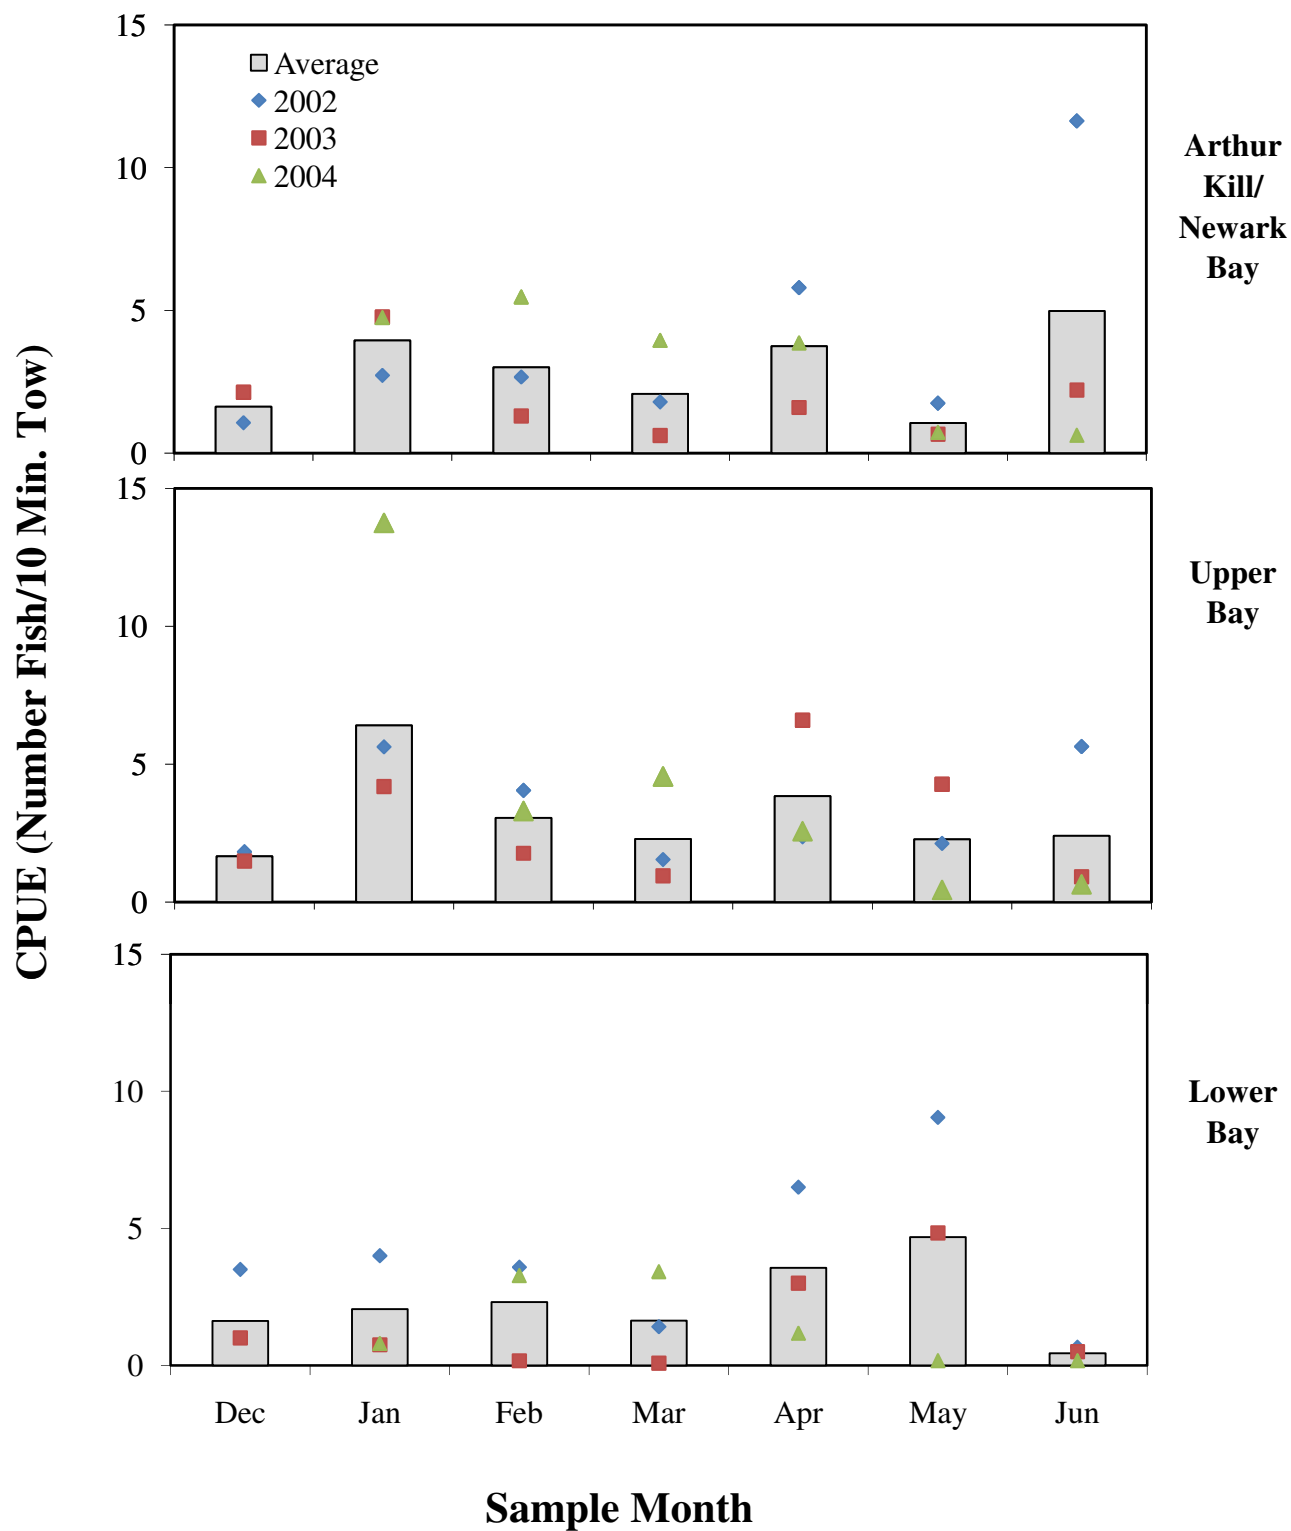 CPUE (Number Fish/10 Min. Tow)
15
10
5
0
Average
2002
2003
2004
Arthur
Kill/
Newark
Bay
15
10
5
0
Upper
Bay
15
10
5
0
Lower
Bay
Dec Jan Feb Mar Apr May Jun
Sample Month